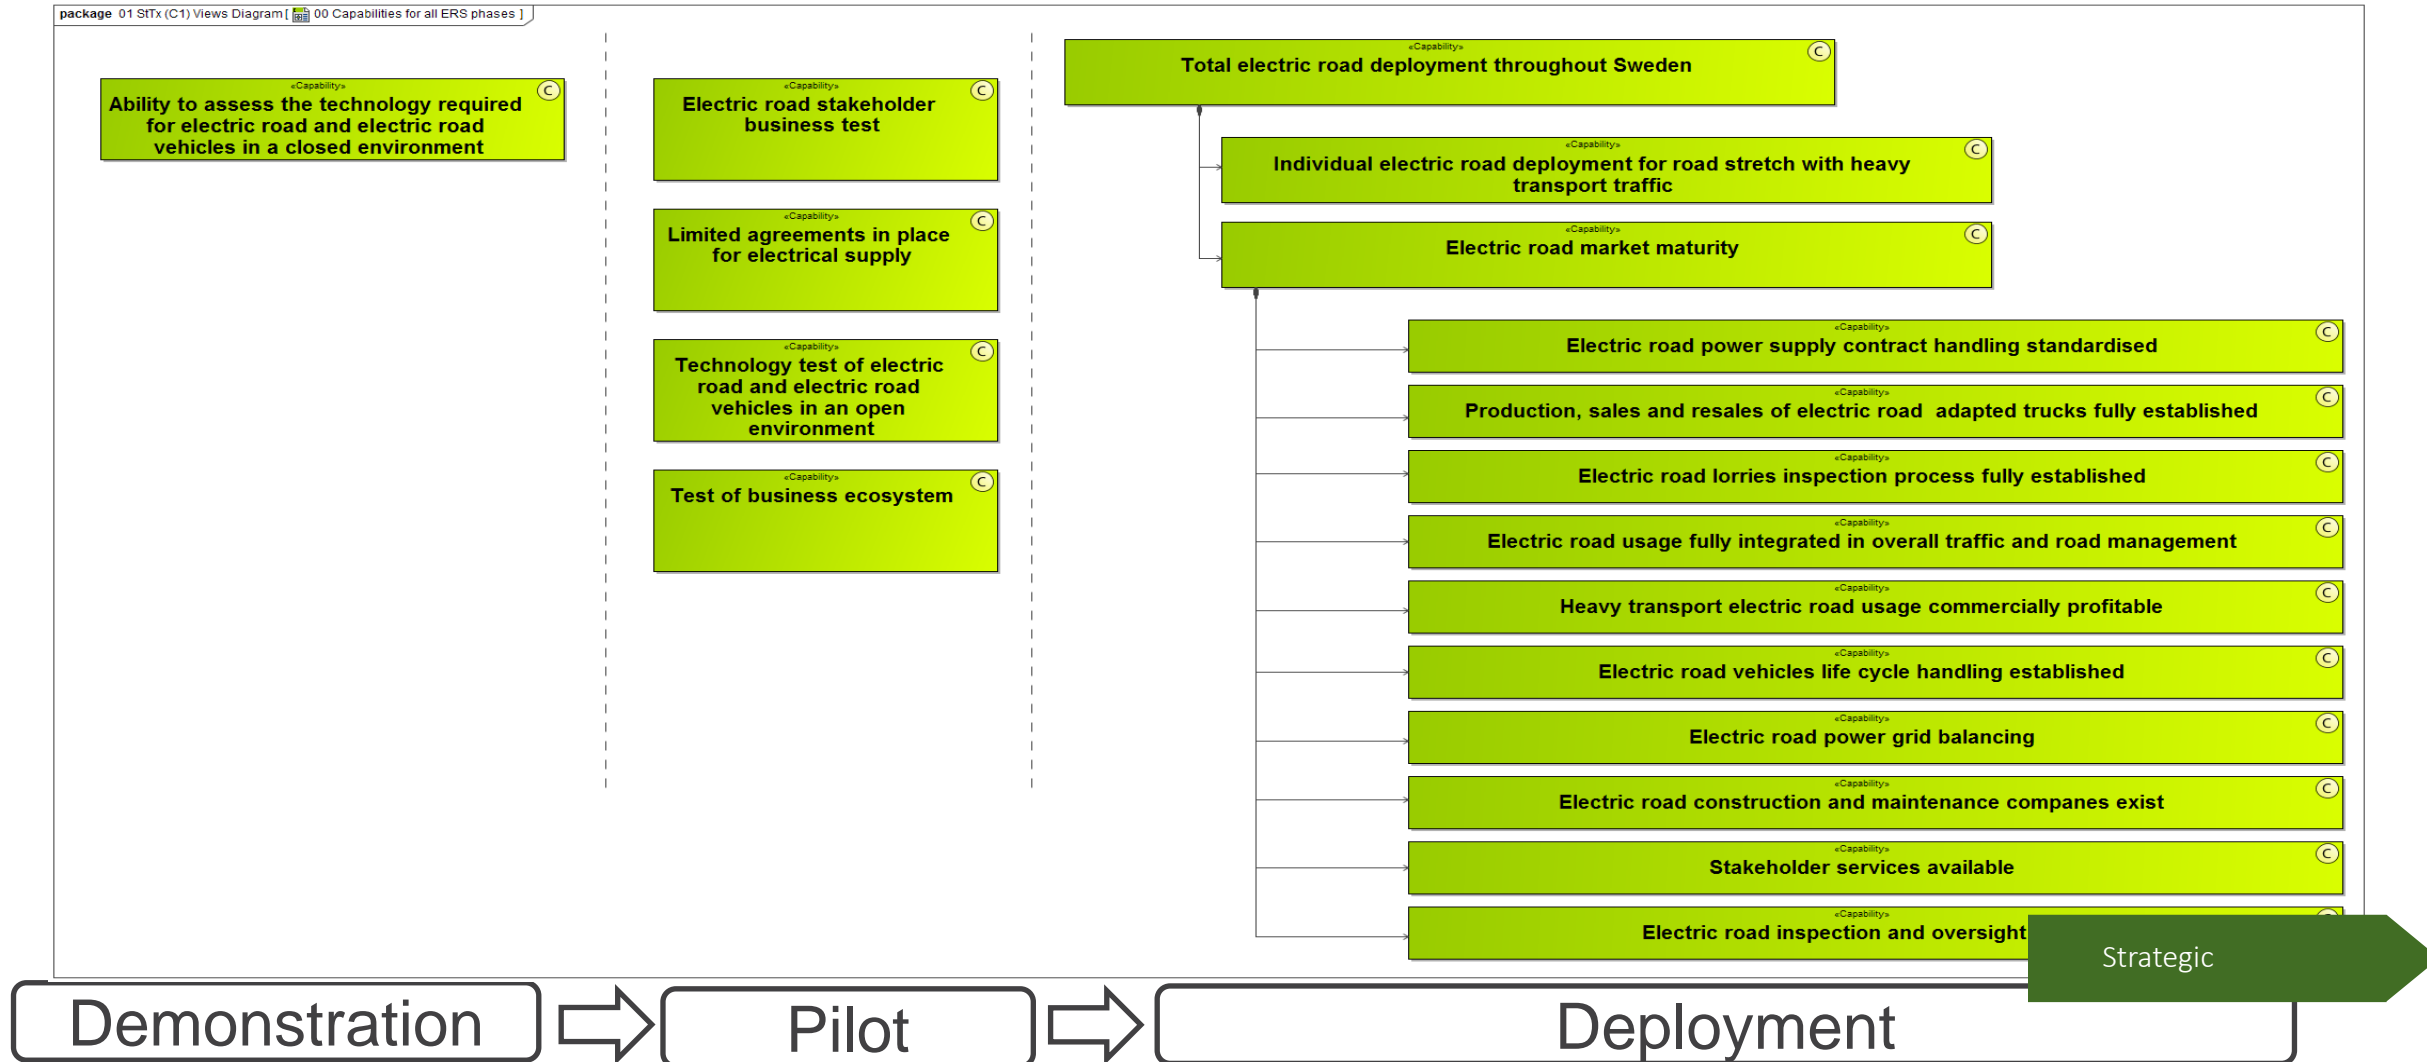 package 01 StTx (C1) Views Diagram [ 00 Capabilities for all ERS phases ]
«Capability»
C
Ability to assess the technology required
for electric road and electric road
vehicles in a closed environment
«Capability»
C
Electric road stakeholder
business test
«Capability»
C
Limited agreements in place
for electrical supply
«Capability»
C
Technology test of electric
road and electric road
vehicles in an open
environment
«Capability»
C
Test of business ecosystem
«Capability»
C
Total electric road deployment throughout Sweden
«Capability»
C
Individual electric road deployment for road stretch with heavy
transport traffic
«Capability»
C
Electric road market maturity
«Capability»
C
Electric road power supply contract handling standardised
«Capability»
C
Production, sales and resales of electric road  adapted trucks fully established
«Capability»
C
Electric road lorries inspection process fully established
«Capability»
C
Electric road usage fully integrated in overall traffic and road management
«Capability»
C
Heavy transport electric road usage commercially profitable
«Capability»
C
Electric road vehicles life cycle handling established
«Capability»
C
Electric road power grid balancing
«Capability»
C
Electric road construction and maintenance companes exist
«Capability»
C
Stakeholder services available
«Capability»
Electric road inspection and oversight
Strategic
Demonstration
Pilot
Deployment